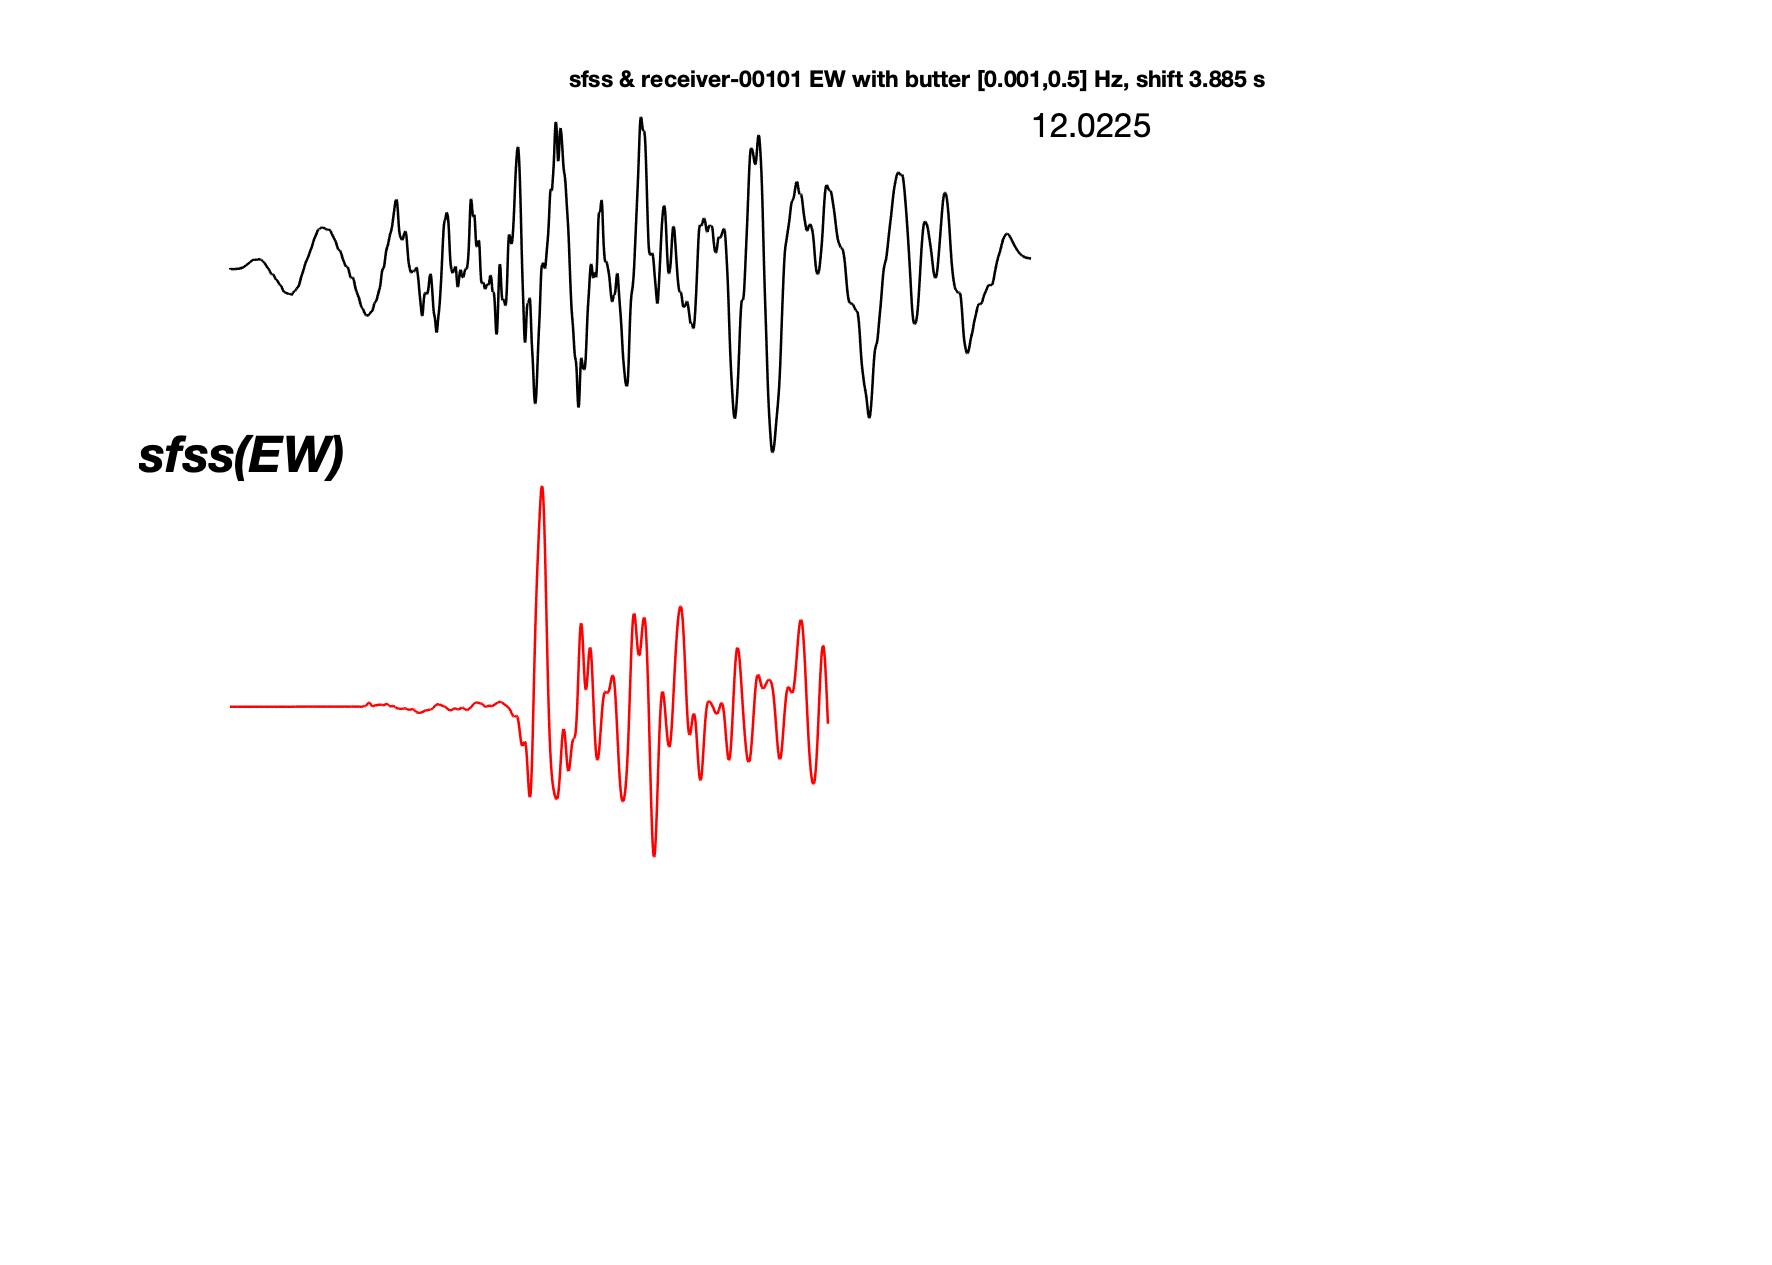 sfss & receiver-00101 EW with butter [0.001,0.5] Hz, shift 3.885 s
12.0225
sfss(EW)